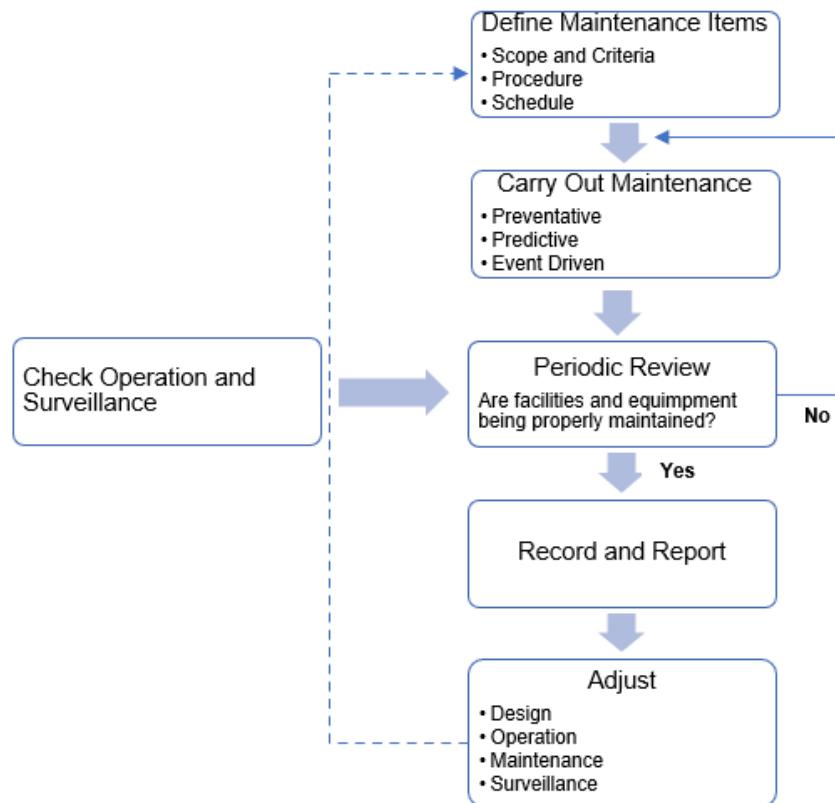 Define Maintenance Items
• Scope and Criteria
• Procedure
• Schedule
Carry Out Maintenance
• Preventative
• Predictive
• Event Driven
Check Operation and
Surveillance
Periodic Review
Are facilities and equimpment
being properly maintained?
No
Yes
Record and Report
Adjust
• Design
• Operation
• Maintenance
• Surveillance